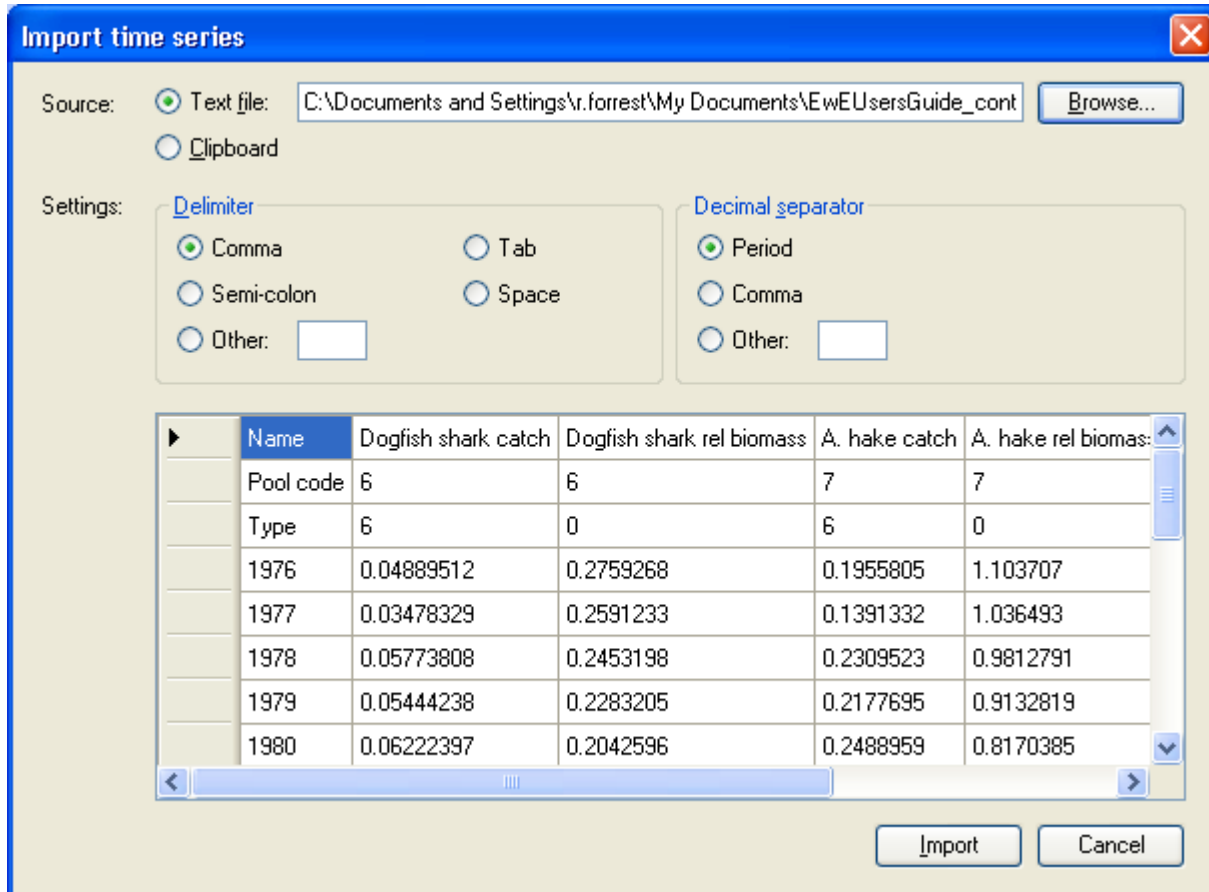 Import time series
Source: Text file: C:\Documents and Settings\r.forrest\My Documents\EwEUsersGuide_cont Browse...
Clipboard
Settings: Delimiter Decimal separator
Comma Tab Period
Semi-colon Space Comma
Other: Other:
Name Dogfish shark catch Dogfish shark rel biomass A. hake catch A. hake rel biomas
Pool code 6 6 7 7
Type 6 0 6 0
1976 0.04889512 0.2759268 0.1955805 1.103707
1977 0.03478329 0.2591233 0.1391332 1.036493
1978 0.05773808 0.2453198 0.2309523 0.9812791
1979 0.05444238 0.2283205 0.2177695 0.9132819
1980 0.06222397 0.2042596 0.2488959 0.8170385
Import Cancel